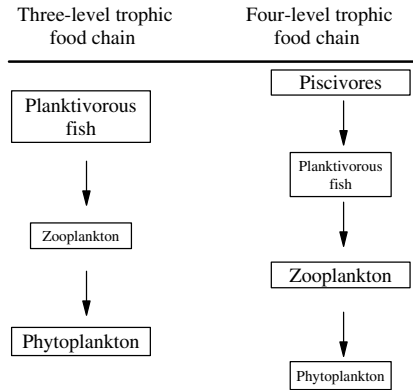 Three-level trophic
food chain
Planktivorous
fish
Zooplankton
Phytoplankton
Four-level trophic
food chain
Piscivores
Planktivorous
fish
Zooplankton
Phytoplankton